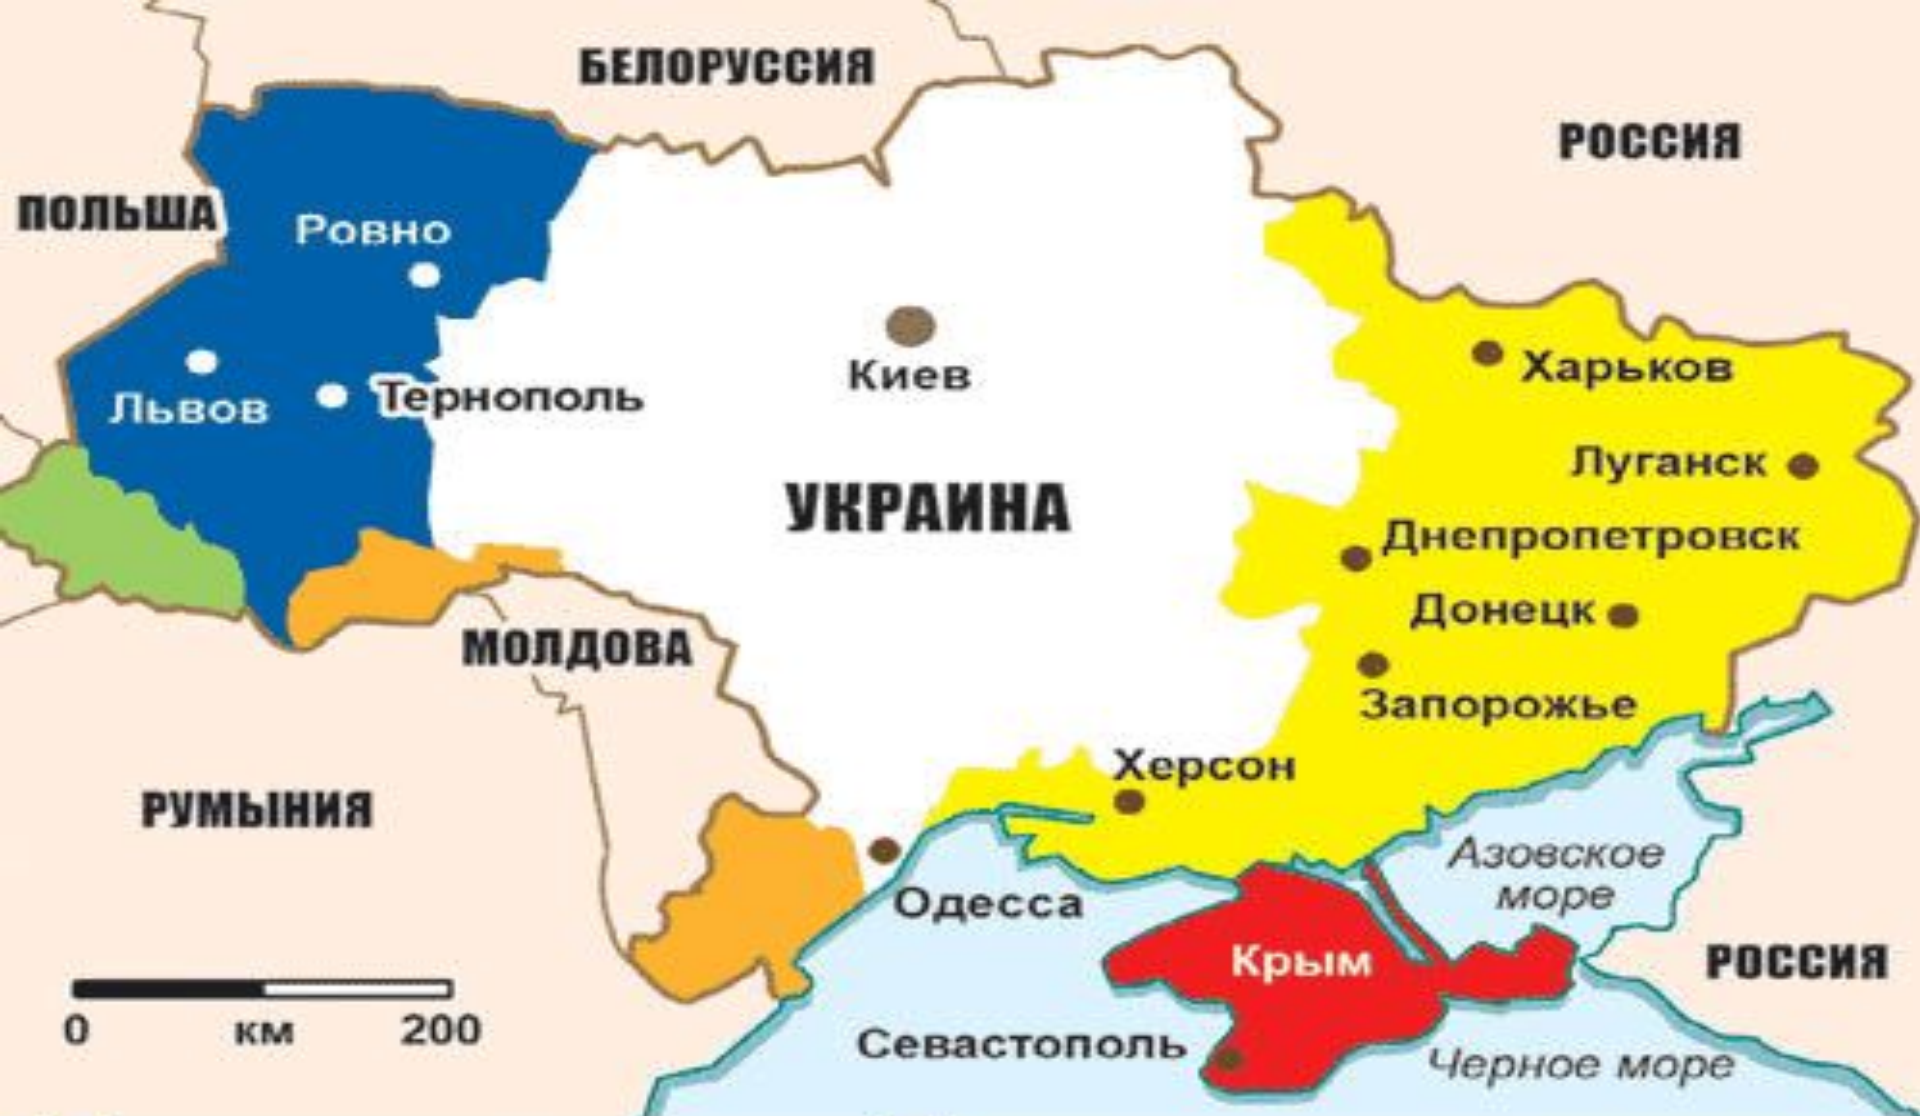 БЕЛОРУССИЯ
РОССИЯ
ПОЛЬША
Ровно
Львов
Тернополь
Киев
Харьков
Луганск
УКРАИНА
Днепропетровск
Донецк
МОЛДОВА
Запорожье
Херсон
РУМЫНИЯ
Азовское
море
Одесса
Крым
РОССИЯ
0 км 200
Севастополь
Черное море